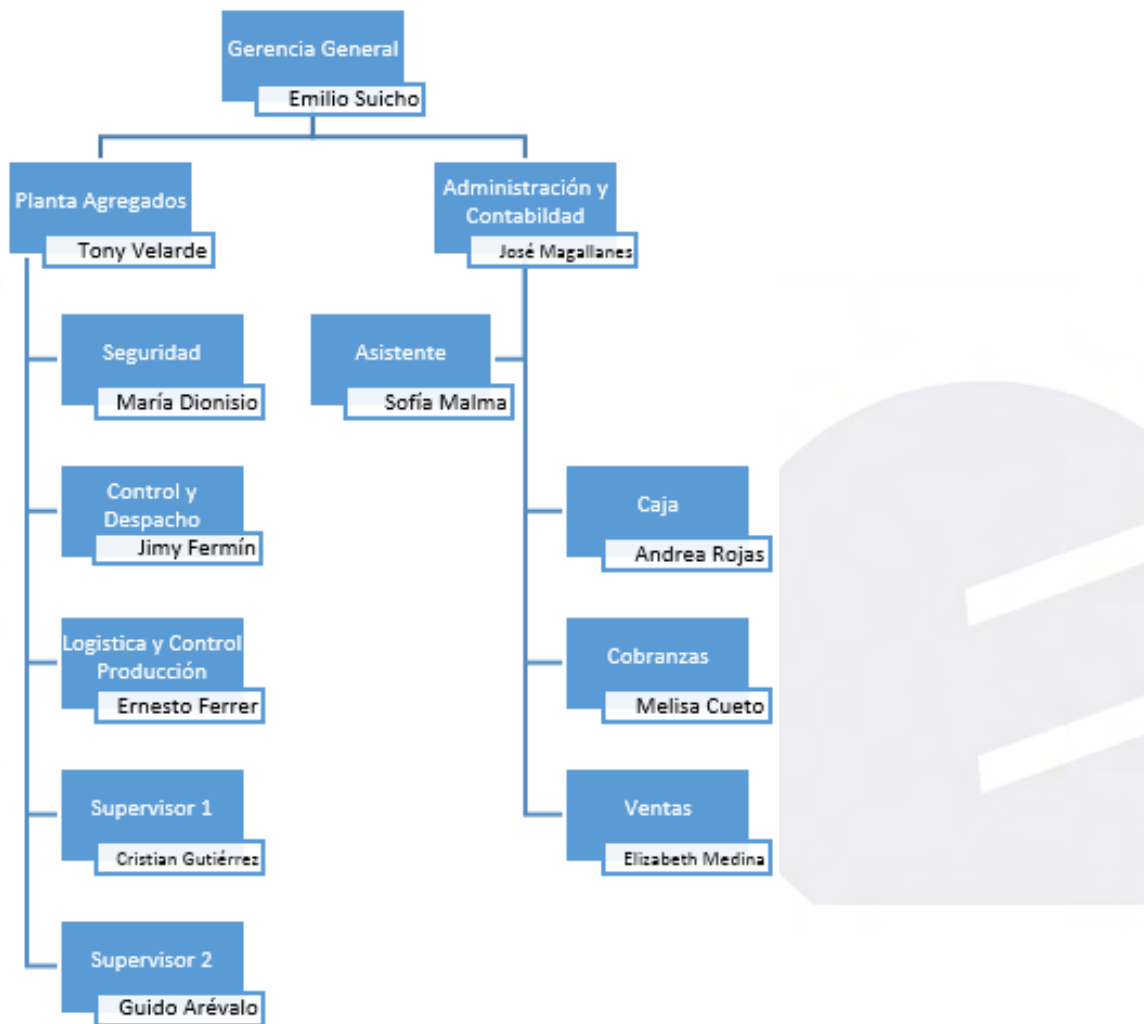 Gerencia General
Emilio Suicho
Planta Agregados
Tony Velarde
Administración y
Contabildad
José Magallanes
Seguridad
María Dionisio
Asistente
Sofía Malma
Control y
Despacho
Jimy Fermín
Caja
Andrea Rojas
Logistica y Control
Producción
Ernesto Ferrer
Cobranzas
Melisa Cueto
Supervisor 1
Cristian Gutiérrez
Ventas
Elizabeth Medina
Supervisor 2
Guido Arévalo